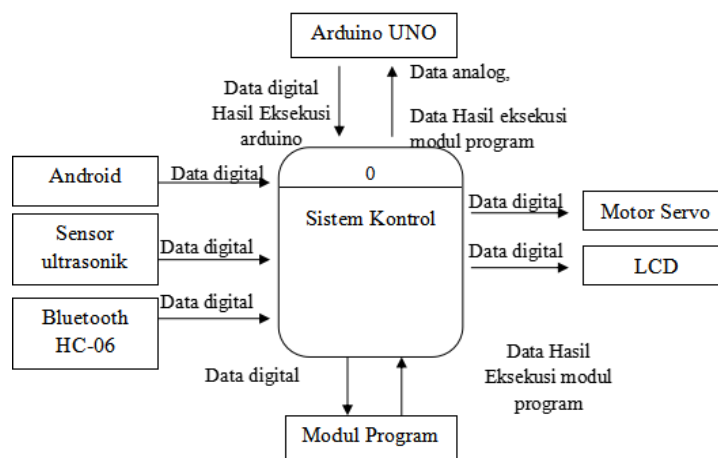 Arduino UNO
Data digital
Hasil Eksekusi
arduino
Data analog,
Data Hasil eksekusi
modul program
Android
Data digital
Sensor
ultrasonik
Data digital
Bluetooth
HC-06
Data digital
0
Sistem Kontrol
Data digital
Motor Servo
Data digital
LCD
Data digital
Data Hasil
Eksekusi modul
program
Modul Program